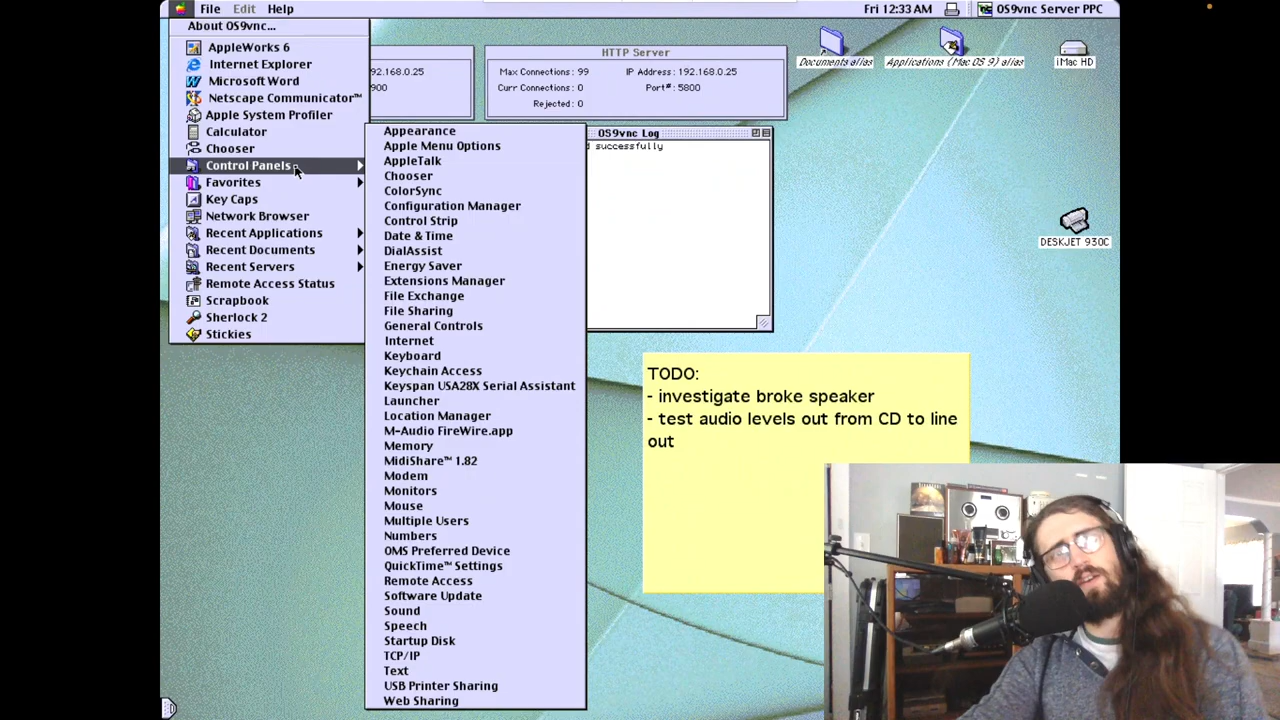 File Edit Help
Fri 12:33 AM OS9vnc Server PPC
About OS9vnc...
AppleWorks 6
Internet Explorer
Microsoft Word
Netscape Communicator™
Apple System Profiler
Calculator
Chooser
Control Panels
Favorites
Key Caps
Network Browser
Recent Applications
Recent Documents
Recent Servers
Remote Access Status
Scrapbook
Sherlock 2
Stickies
Appearance
Apple Menu Options
AppleTalk
Chooser
ColorSync
Configuration Manager
Control Strip
Date & Time
DialAssist
Energy Saver
Extensions Manager
File Exchange
File Sharing
General Controls
Internet
Keyboard
Keychain Access
Keyspan USA28X Serial Assistant
Launcher
Location Manager
M-Audio FireWire.app
Memory
MidiShare™ 1.82
Modem
Monitors
Mouse
Multiple Users
Numbers
OMS Preferred Device
QuickTime™ Settings
Remote Access
Software Update
Sound
Speech
Startup Disk
TCP/IP
Text
USB Printer Sharing
Web Sharing
92.168.0.25
900
HTTP Server
Max Connections: 99 IP Address: 192.168.0.25
Curr Connections: 0 Port#: 5800
Rejected: 0
OS9vnc Log
d successfully
Documents alias
Applications (Mac OS 9) alias
iMac HD
DESKJET 930C
TODO:
- investigate broke speaker
- test audio levels out from CD to line
out